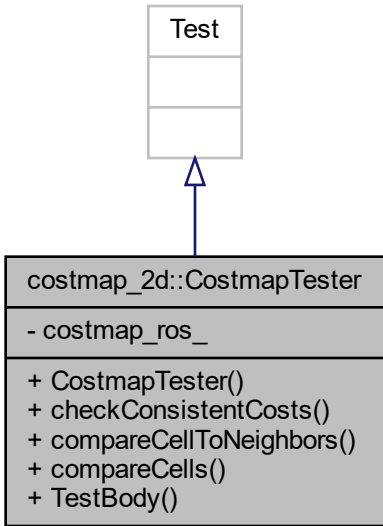 Test
costmap_2d::CostmapTester
- costmap_ros_
+ CostmapTester()
+ checkConsistentCosts()
+ compareCellToNeighbors()
+ compareCells()
+ TestBody()